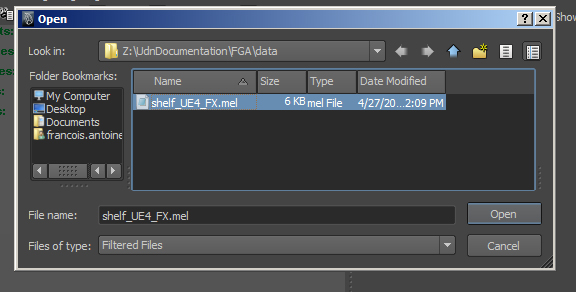 Open
Look in: Z:\UdnDocumentation\FGA\data
Folder Bookmarks:
Name Size Type Date Modified
My Computer
Desktop
Documents
francois.antoine
shelf_UE4_FX.mel 6 KB mel File 4/27/20...2:09 PM
File name: shelf_UE4_FX.mel Open
Files of type: Filtered Files Cancel